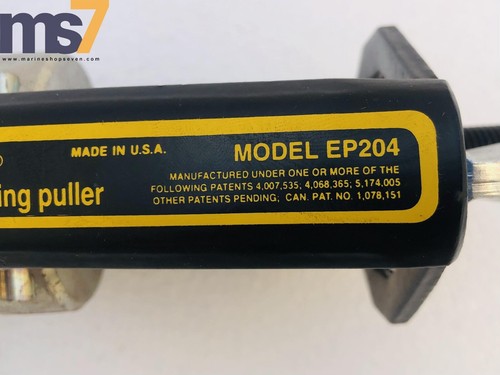 ms7
www.marineshopseven.com
®
MADE IN U.S.A.
MODEL EP204
MANUFACTURED UNDER ONE OR MORE OF THE
FOLLOWING PATENTS 4,007,535; 4,068,365; 5,174,005
OTHER PATENTS PENDING; CAN. PAT. NO. 1,078,151
ing puller